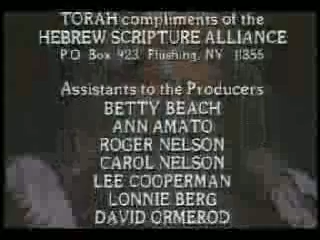 TORAH compliments of the
HEBREW SCRIPTURE ALLIANCE
P.O. Box 923, Flushing, NY 11355
Assistants to the Producers
BETTY BEACH
ANN AMATO
ROGER NELSON
CAROL NELSON
LEE COOPERMAN
LONNIE BERG
DAVID ORMEROD